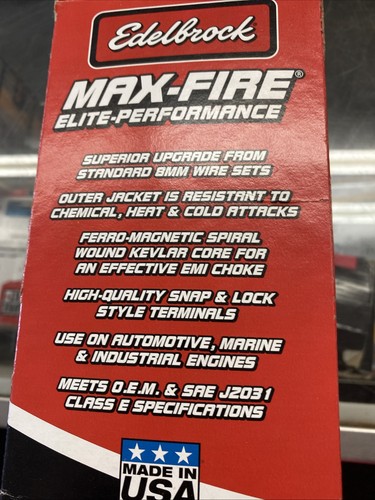 Edelbrock
MAX-FIRE®
ELITE-PERFORMANCE
SUPERIOR UPGRADE FROM
STANDARD 8MM WIRE SETS
OUTER JACKET IS RESISTANT TO
CHEMICAL, HEAT & COLD ATTACKS
FERRO-MAGNETIC SPIRAL
WOUND KEVLAR CORE FOR
AN EFFECTIVE EMI CHOKE
HIGH-QUALITY SNAP & LOCK
STYLE TERMINALS
USE ON AUTOMOTIVE, MARINE
& INDUSTRIAL ENGINES
MEETS O.E.M. & SAE J2031
CLASS E SPECIFICATIONS
MADE IN
USA